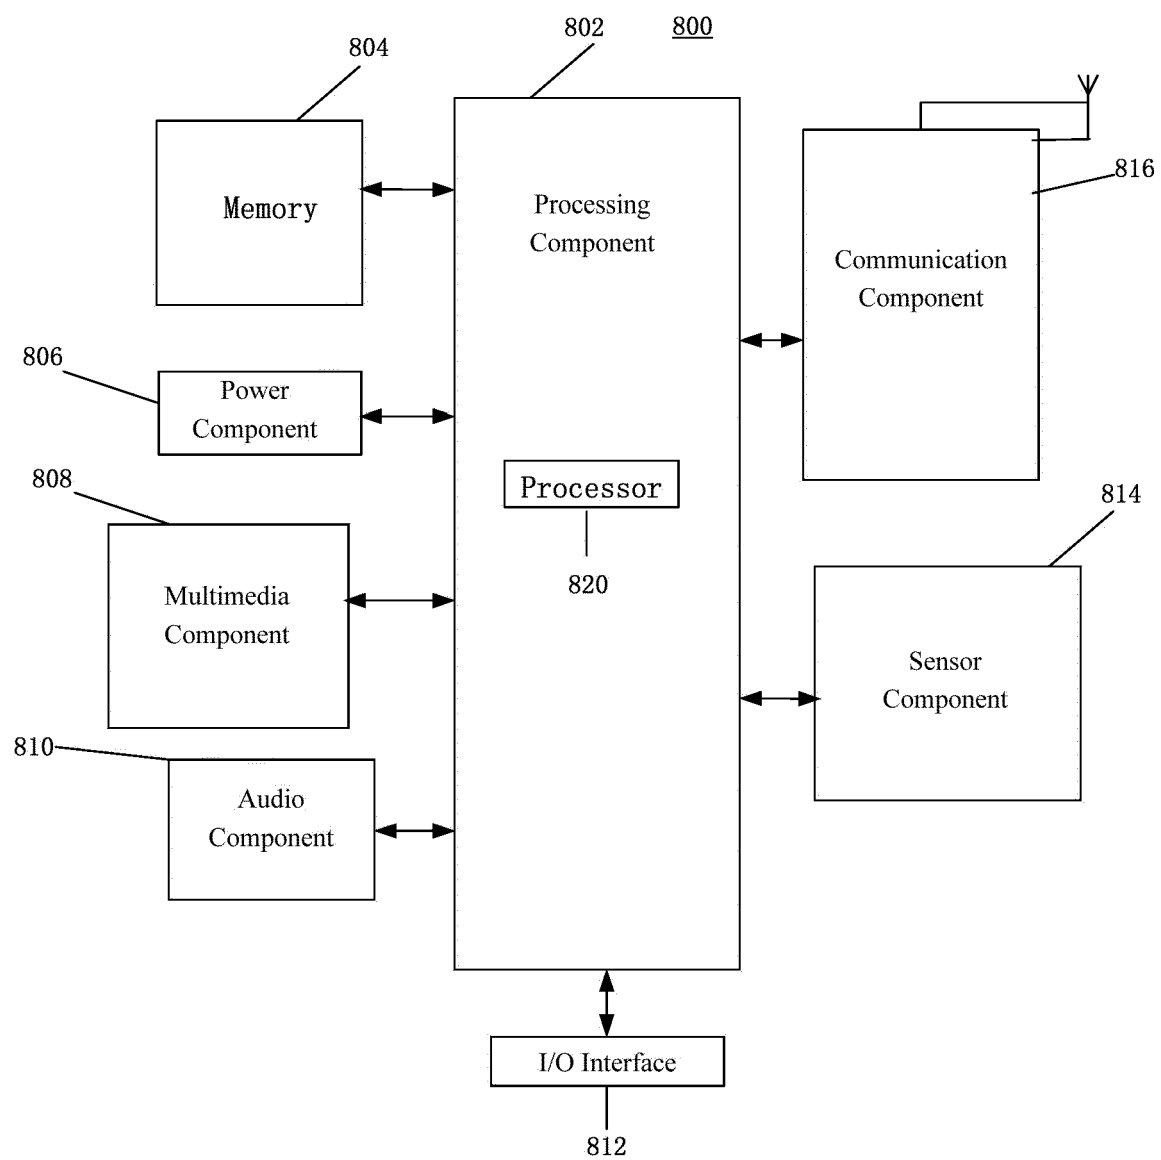 802
800
804
Memory
Processing
Component
816
Communication
Component
806
Power
Component
808
Processor
820
814
Multimedia
Component
Sensor
Component
810
Audio
Component
I/O Interface
812